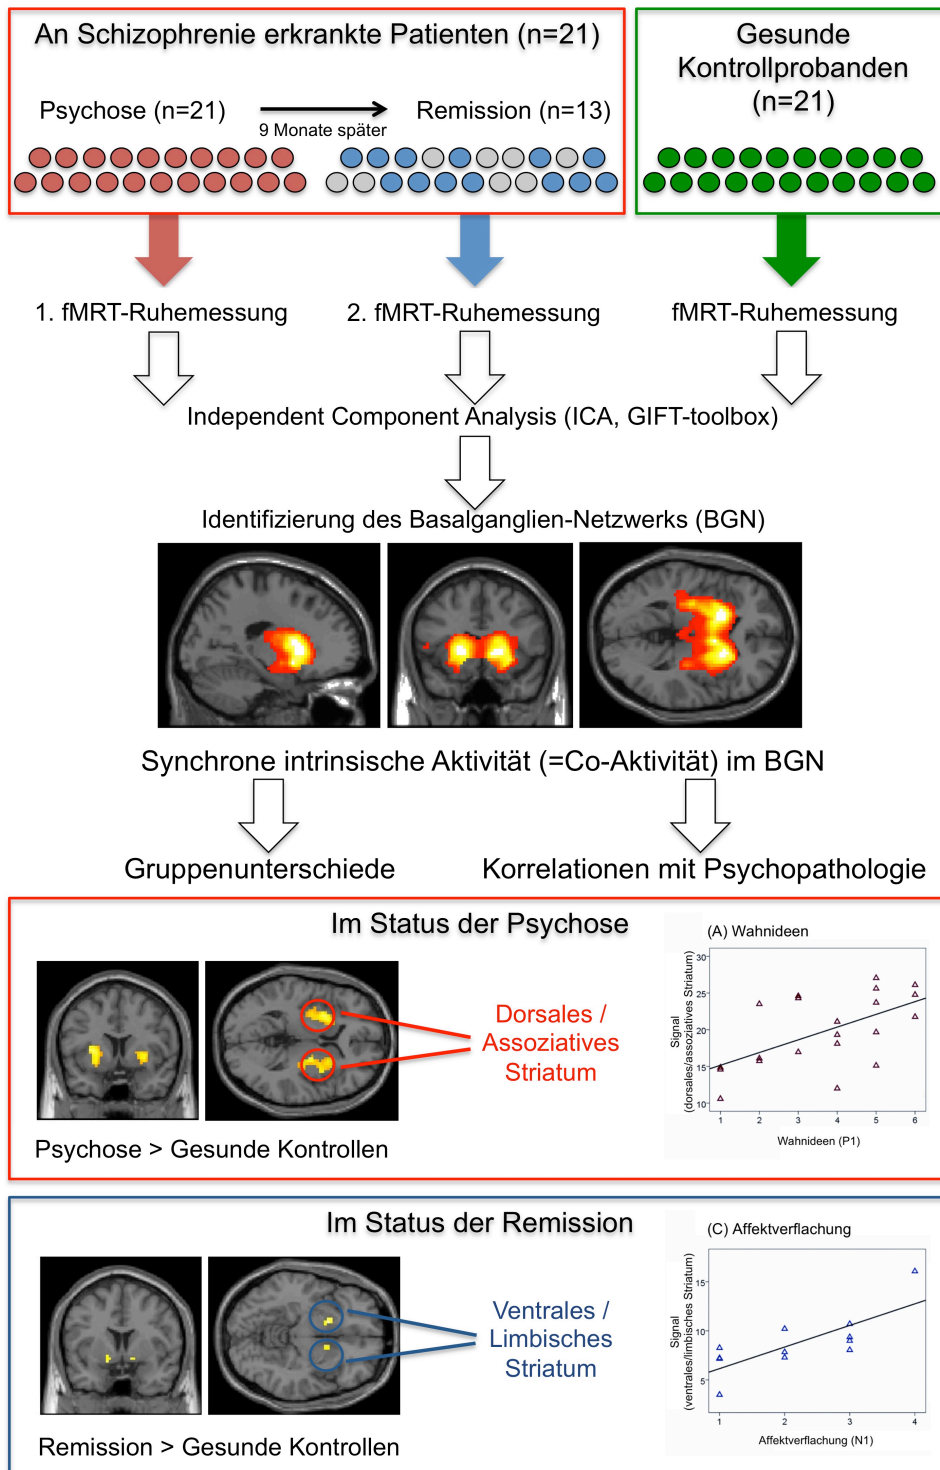 An Schizophrenie erkrankte Patienten (n=21)
Psychose (n=21)
9 Monate später
Remission (n=13)
Gesunde
Kontrollprobanden
(n=21)
1. fMRT-Ruhemessung
2. fMRT-Ruhemessung
fMRT-Ruhemessung
Independent Component Analysis (ICA, GIFT-toolbox)
Identifizierung des Basalganglien-Netzwerks (BGN)
Synchrone intrinsische Aktivität (=Co-Aktivität) im BGN
Gruppenunterschiede
Korrelationen mit Psychopathologie
Im Status der Psychose
Dorsales /
Assoziatives
Striatum
Psychose > Gesunde Kontrollen
(A) Wahnideen
Signal
(dorsales/assoziatives Striatum)
30
25
20
15
10
1 2 3 4 5 6
Wahnideen (P1)
Im Status der Remission
Ventrales /
Limbisches
Striatum
Remission > Gesunde Kontrollen
(C) Affektverflachung
Signal
(ventrales/limbisches Striatum)
15
10
5
1 2 3 4
Affektverflachung (N1)